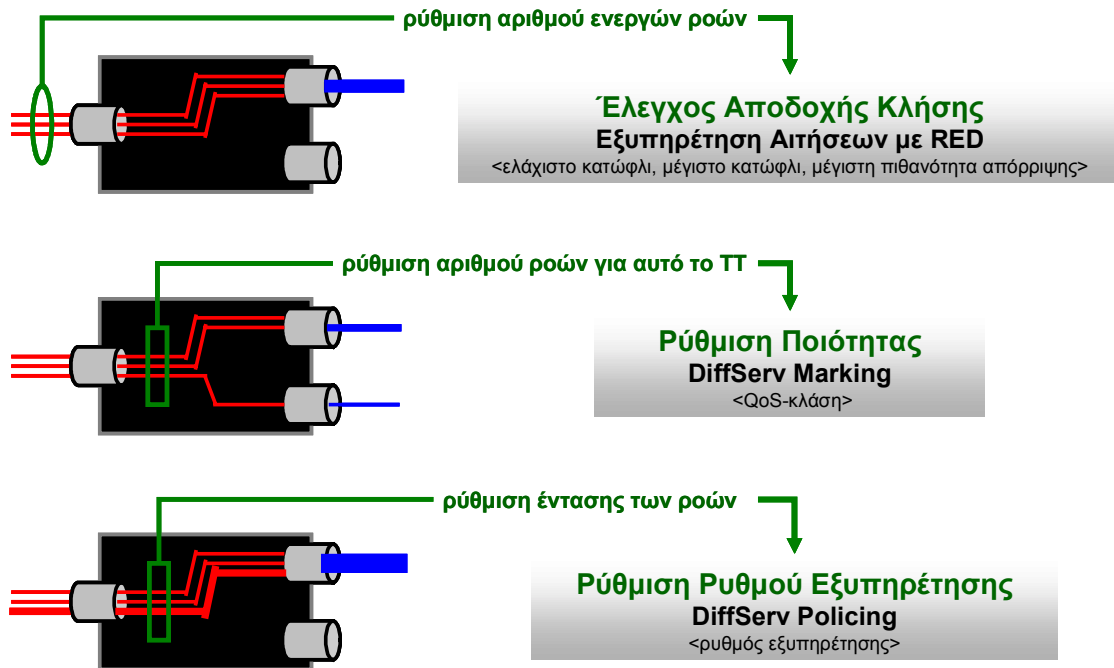 ρύθμιση αριθμού ενεργών ροών
Έλεγχος Αποδοχής Κλήσης
Εξυπηρέτηση Αιτήσεων με RED
<ελάχιστο κατώφλι, μέγιστο κατώφλι, μέγιστη πιθανότητα απόρριψης>
ρύθμιση αριθμού ροών για αυτό το ΤΤ
Ρύθμιση Ποιότητας
DiffServ Marking
<QoS-κλάση>
ρύθμιση έντασης των ροών
Ρύθμιση Ρυθμού Εξυπηρέτησης
DiffServ Policing
<ρυθμός εξυπηρέτησης>